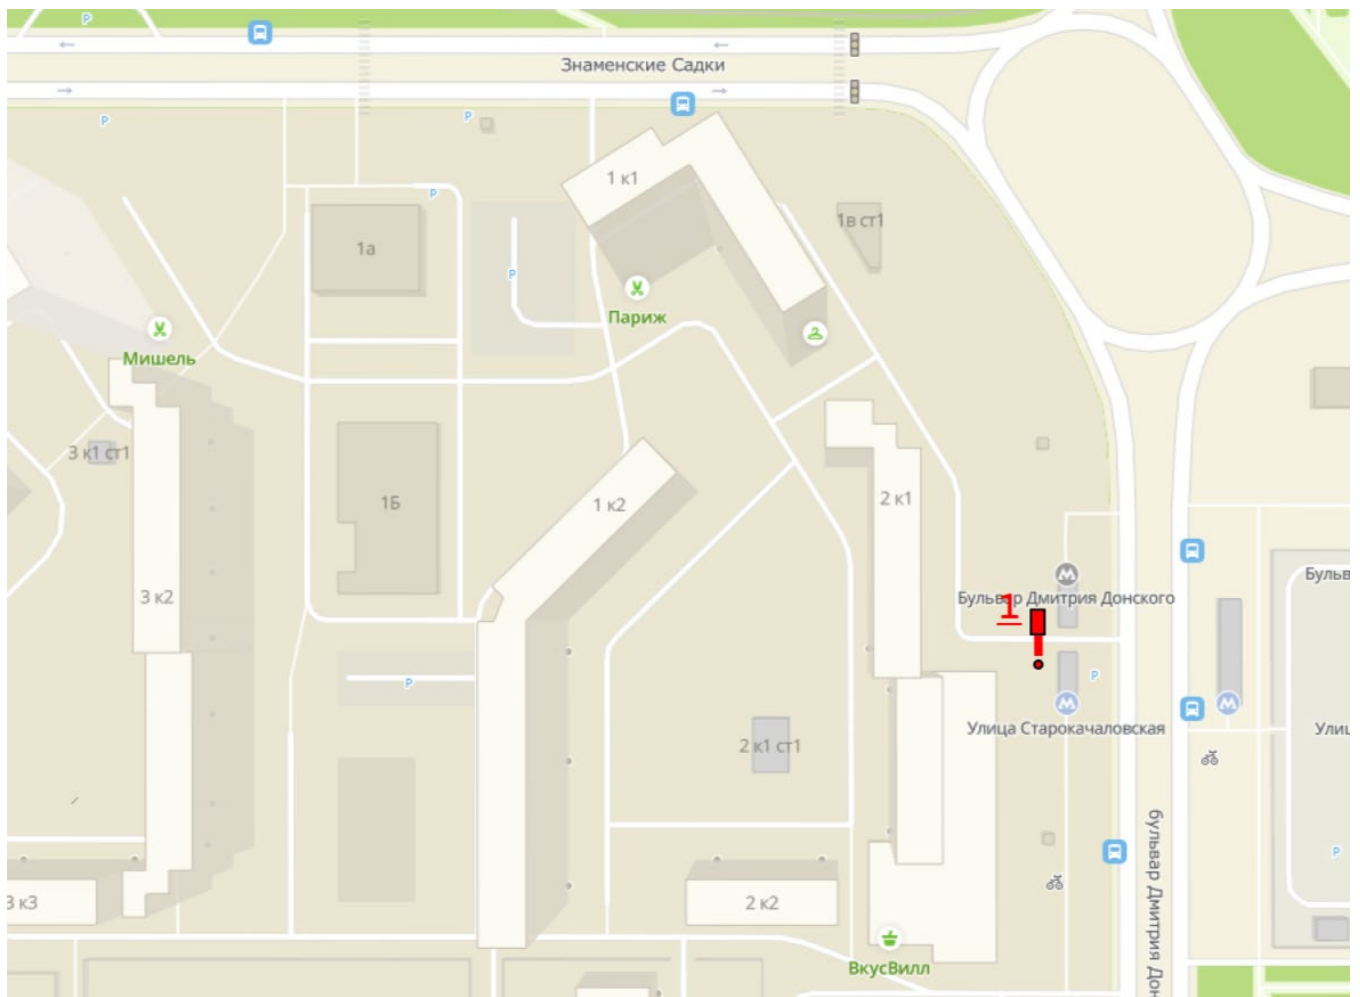 P
Знаменские Садки
P
P
1 к1
P
1в ст1
1а
P
Париж
Мишель
3 к1 ст1
1Б
1 к2
2 к1
M
Бульв
Бульвар Дмитрия Донского
3 к2
1
P
P
M
M
Улица Старокачаловская
Улиц
2 к1 ст1
бульвар Дмитрия Дон
P
3 к3
2 к2
ВкусВилл